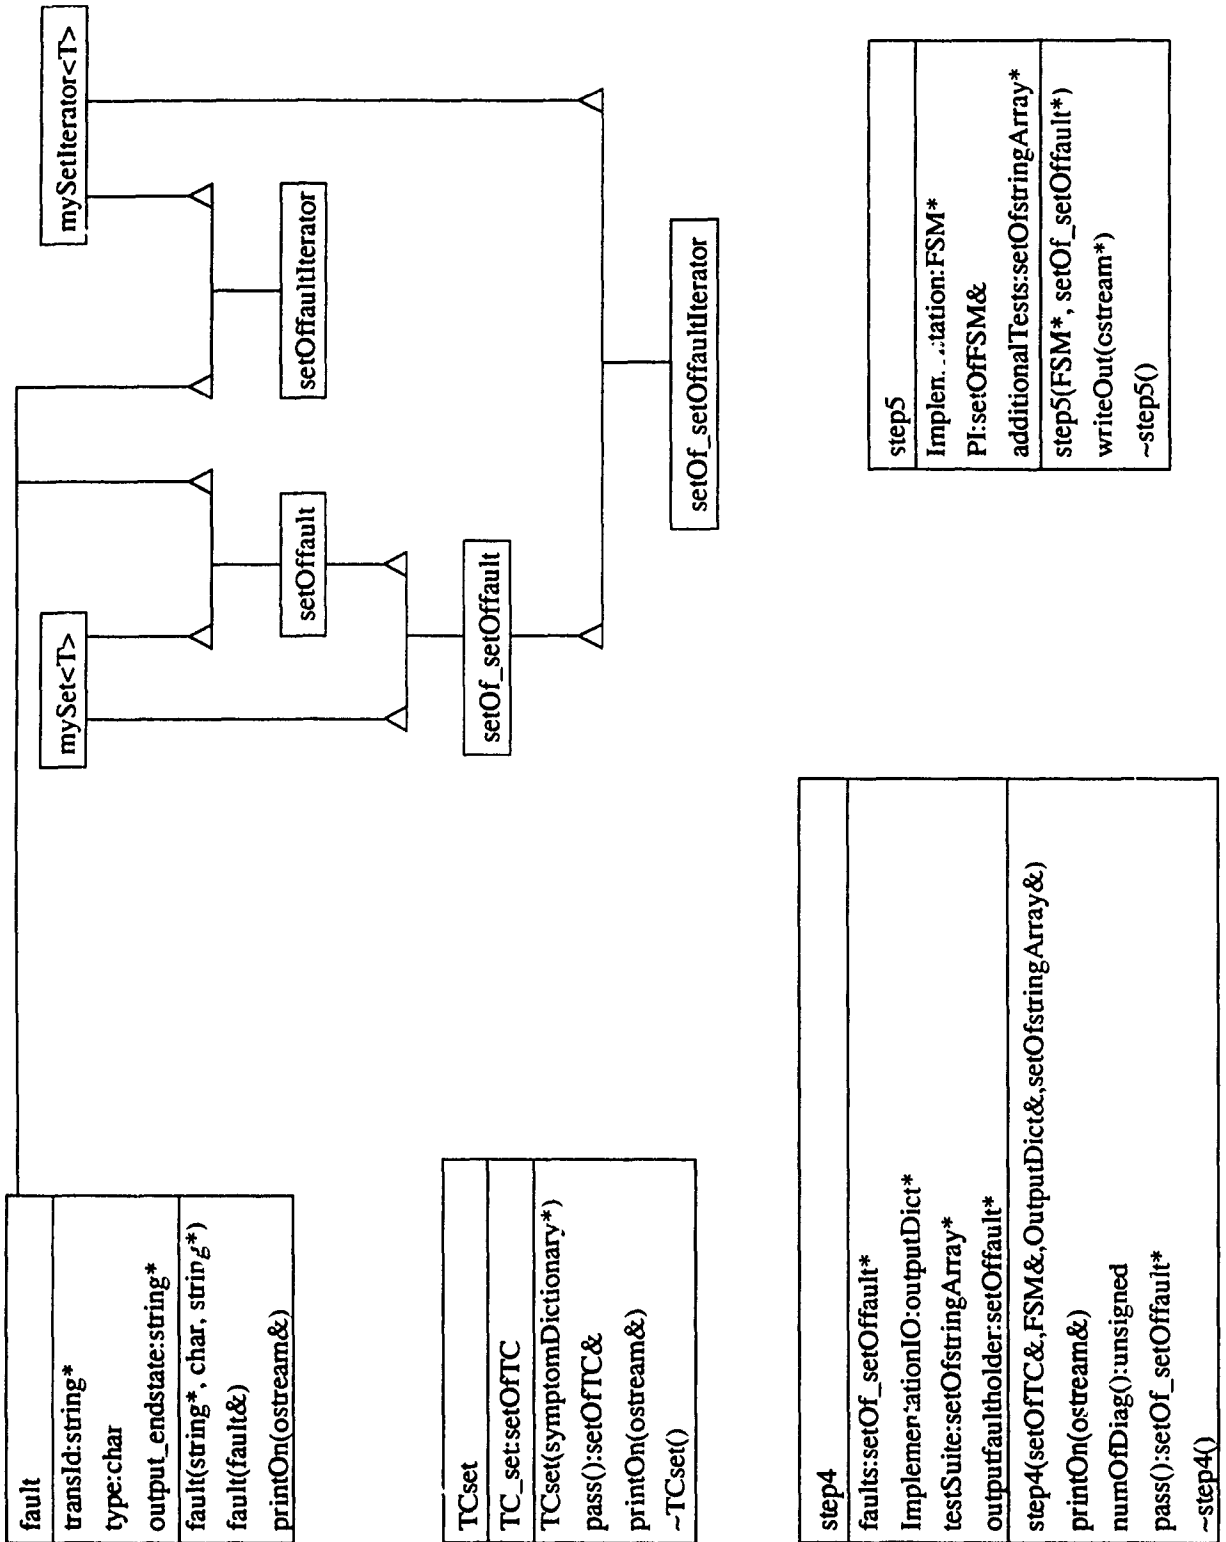 fault
transId:string*
type:char
output_endstate:string*
fault(string*, char, string*)
fault(fault&)
printOn(ostream&)
mySet<T>
mySetIterator<T>
setOffault
setOffaultIterator
setOf_setOffault
setOf_setOffaultIterator
TCset
TC_set:setOfTC
TCset(symptomDictionary*)
pass():setOfTC&
printOn(ostream&)
~TCset()
step4
faults:setOf_setOffault*
ImplementationIO:outputDict*
testSuite:setOfstringArray*
outputfaultholder:setOffault*
step4(setOfTC&,FSM&,OutputDict&,setOfstringArray&)
printOn(ostream&)
numOfDiag():unsigned
pass():setOf_setOffault*
~step4()
step5
:FSM*
PI:setOfFSM&
additionalTests:setOfstringArray*
step5(FSM*, setOf_setOffault*)
writeOut(ostream*)
~step5()